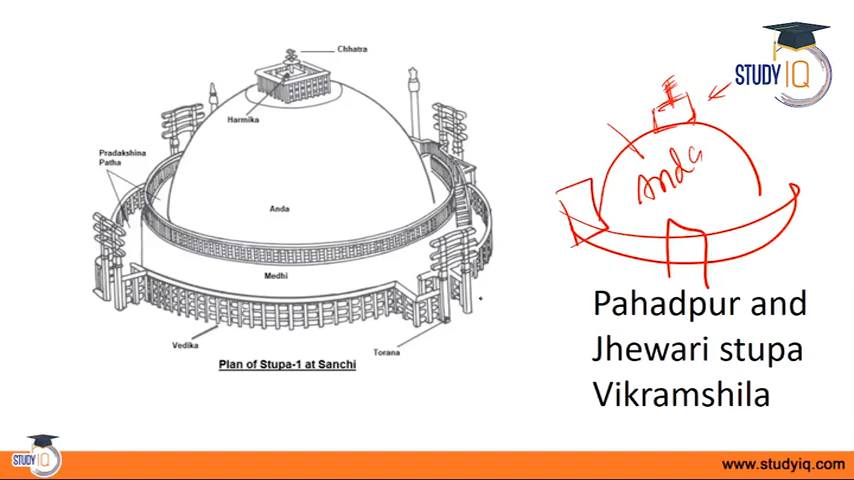 Chhatra
STUDY IQ
Harmika
Pradakshina
Patha
Anda
Anda
Medhi
Vedika
Torana
Plan of Stupa-1 at Sanchi
Pahadpur and
Jhewari stupa
Vikramshila
STUDY IQ
www.studyiq.com